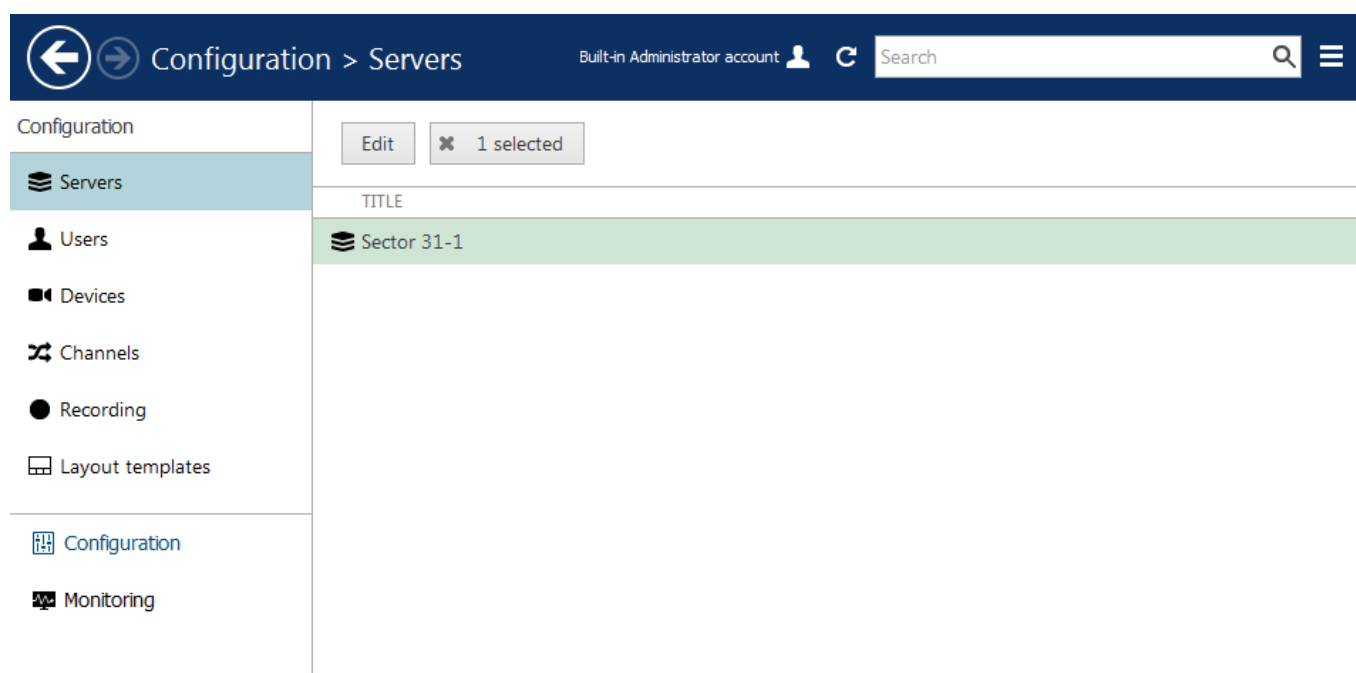 Configuration > Servers
Built-in Administrator account
Search
Configuration
Servers
Users
Devices
Channels
Recording
Layout templates
Configuration
Monitoring
Edit
1 selected
TITLE
Sector 31-1